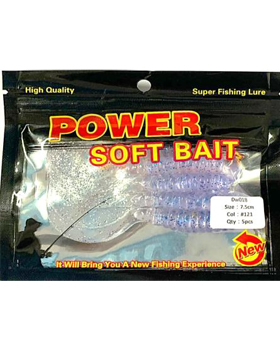 High Quality
Super Fishing Lure
POWER
SOFT BAIT
Dw018
Size : 7.5cm
Col : #121
Qty : 5pcs
New
It Will Bring You A New Fishing Experience